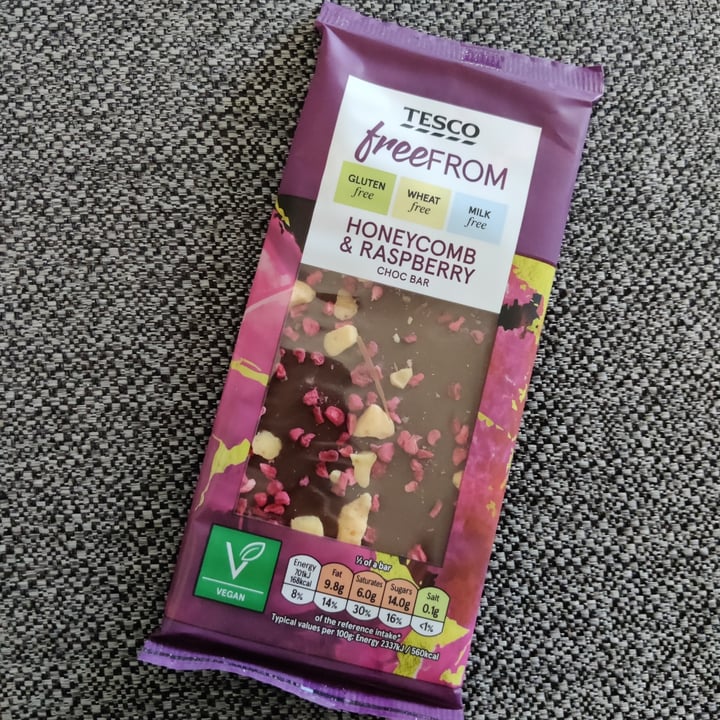 TESCO
freeFROM
GLUTEN free
WHEAT free
MILK free
HONEYCOMB
& RASPBERRY
CHOC BAR
VEGAN
⅓ of a bar
Energy 701kJ 168kcal 8%
Fat 9.8g 14%
Saturates 6.0g 30%
Sugars 14.0g 16%
Salt 0.1g <1%
of the reference intake*
Typical values per 100g: Energy 2337kJ / 560kcal